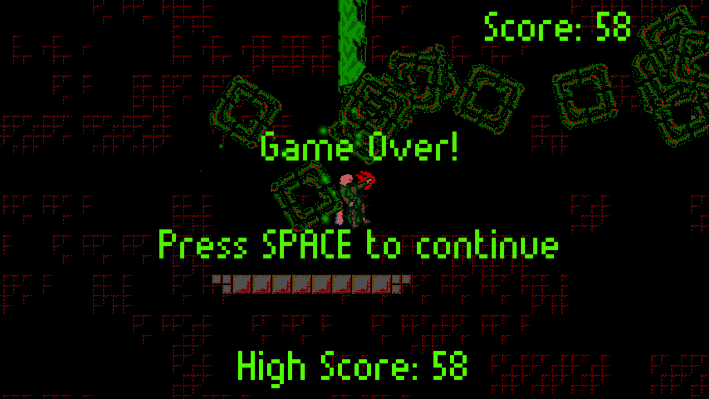 Score: 58
Game Over!
Press SPACE to continue
High Score: 58